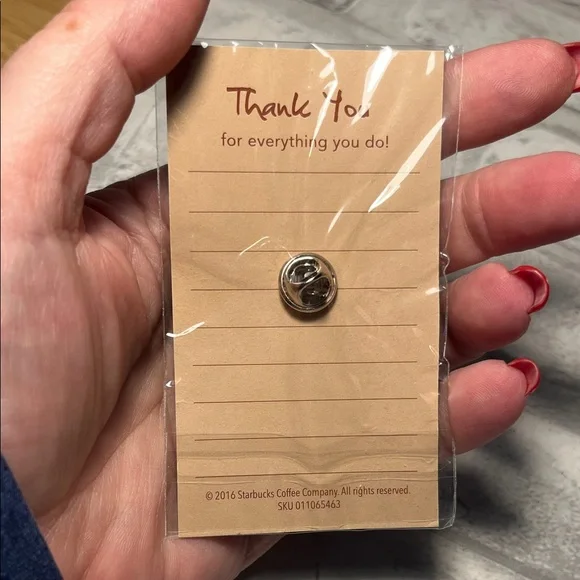 Thank You
for everything you do!
© 2016 Starbucks Coffee Company. All rights reserved.
SKU 011065463